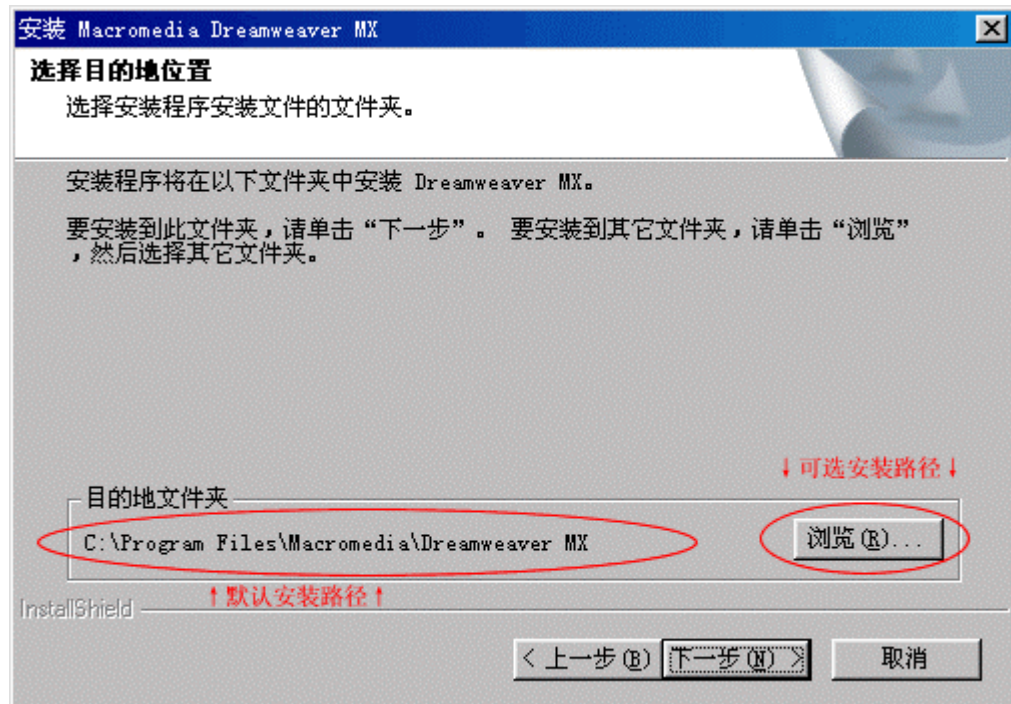 安装 Macromedia Dreamweaver MX
选择目的地位置
选择安装程序安装文件的文件夹。
安装程序将在以下文件夹中安装 Dreamweaver MX。
要安装到此文件夹，请单击“下一步”。 要安装到其它文件夹，请单击“浏览”
，然后选择其它文件夹。
↓可选安装路径↓
目的地文件夹
C:\Program Files\Macromedia\Dreamweaver MX
浏览(R)...
↑默认安装路径↑
InstallShield
< 上一步(B) 下一步(N) > 取消